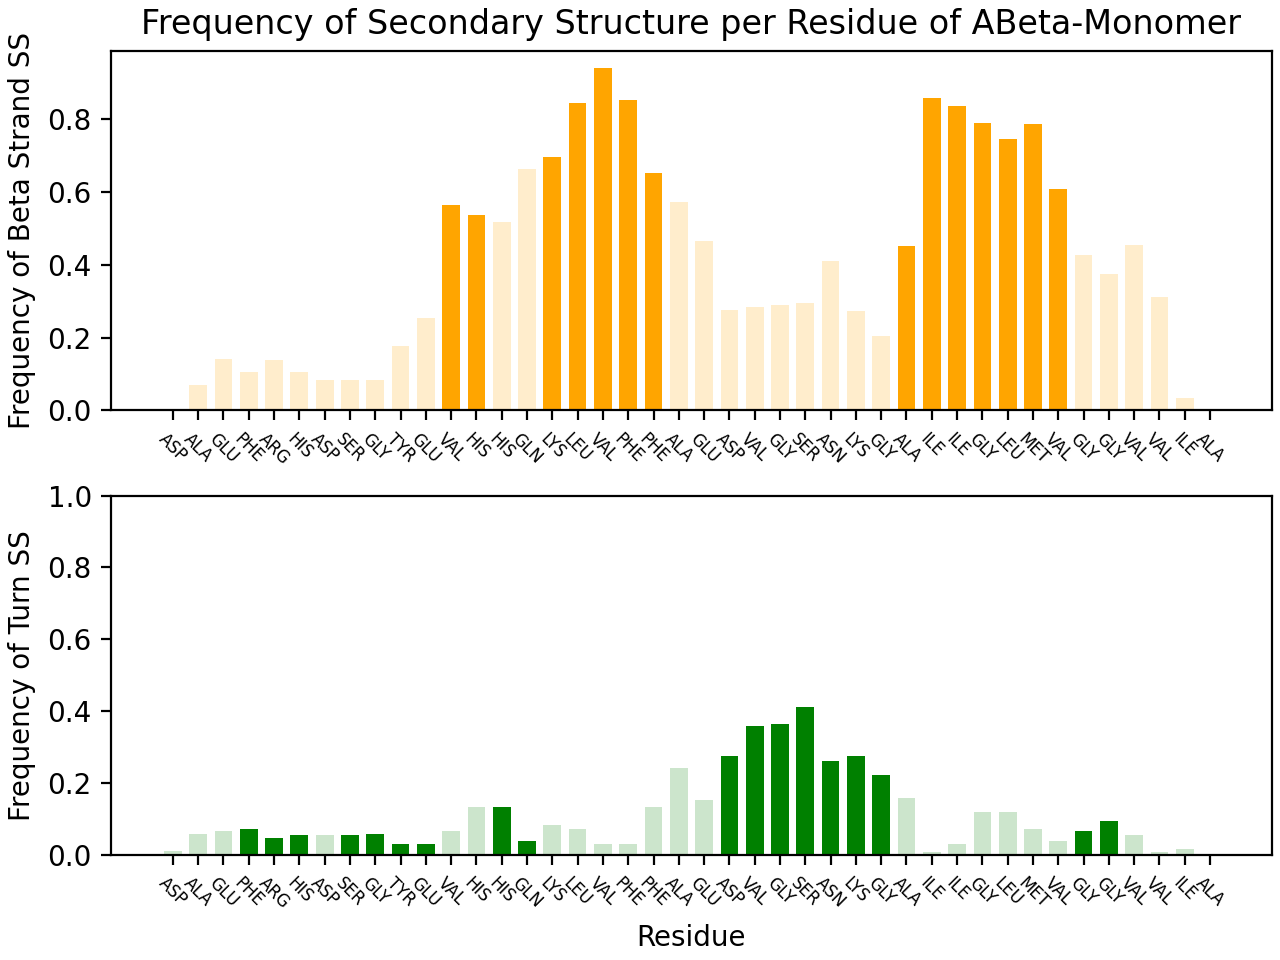 Frequency of Secondary Structure per Residue of ABeta-Monomer
Frequency of Beta Strand SS
0.8
0.6
0.4
0.2
0.0
ASP ALA GLU PHE ARG HIS ASP SER GLY TYR GLU VAL HIS HIS GLN LYS LEU VAL PHE PHE ALA GLU ASP VAL GLY SER ASN LYS GLY ALA ILE ILE GLY LEU MET VAL GLY GLY VAL VAL ILE ALA
Frequency of Turn SS
1.0
0.8
0.6
0.4
0.2
0.0
ASP ALA GLU PHE ARG HIS ASP SER GLY TYR GLU VAL HIS HIS GLN LYS LEU VAL PHE PHE ALA GLU ASP VAL GLY SER ASN LYS GLY ALA ILE ILE GLY LEU MET VAL GLY GLY VAL VAL ILE ALA
Residue